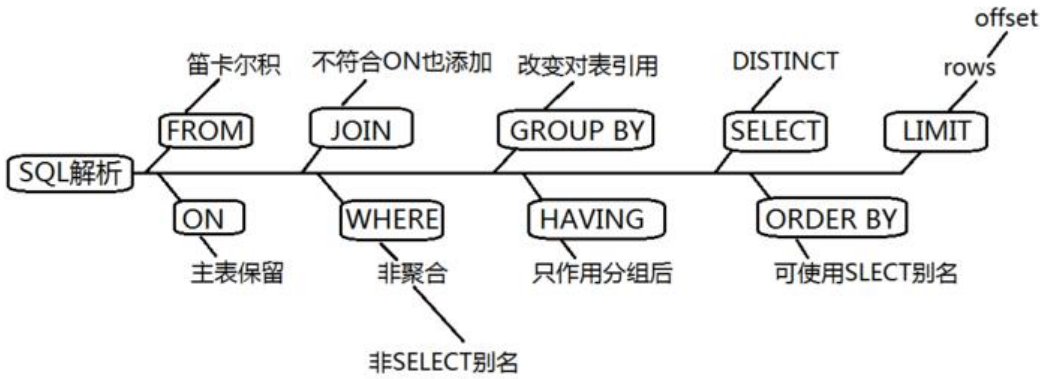 offset
笛卡尔积
不符合ON也添加
改变对表引用
DISTINCT
rows
FROM
JOIN
GROUP BY
SELECT
LIMIT
SQL解析
ON
WHERE
HAVING
ORDER BY
主表保留
非聚合
只作用分组后
可使用SLECT别名
非SELECT别名